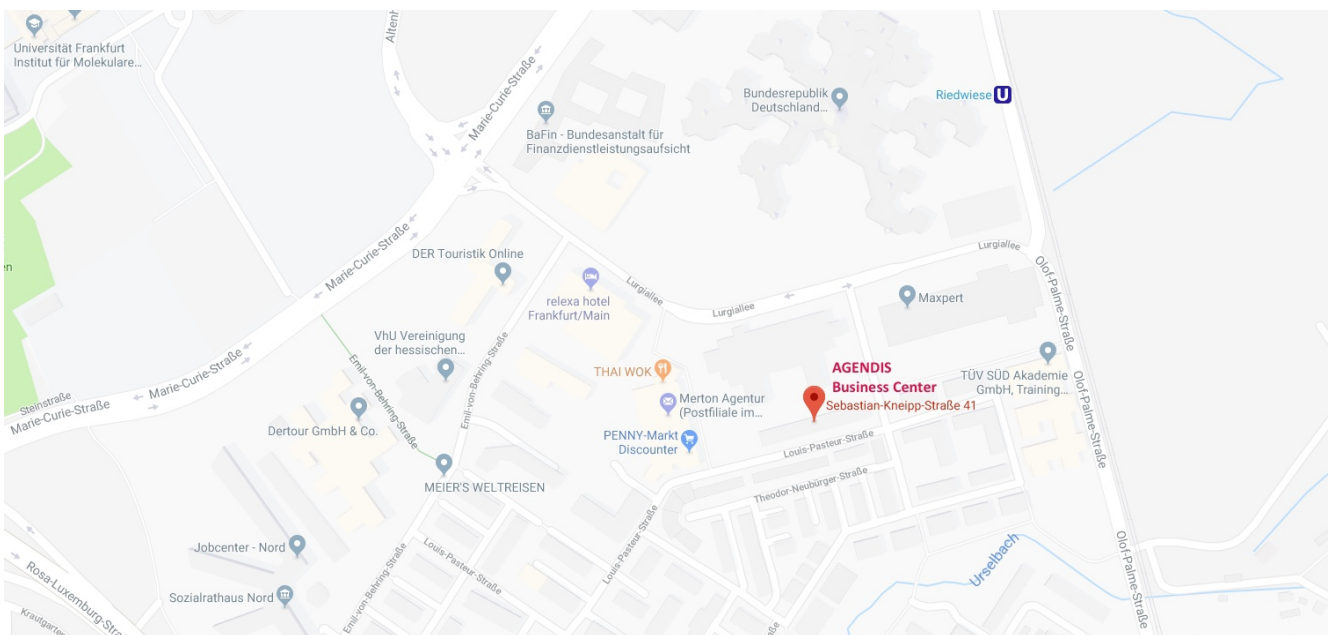 Universität Frankfurt
Institut für Molekulare...
Marie-Curie-Straße
BaFin - Bundesanstalt für
Finanzdienstleistungsaufsicht
Bundesrepublik
Deutschland...
Riedwiese U
Marie-Curie-Straße
DER Touristik Online
Lurgiallee
relexa hotel
Frankfurt/Main
Lurgiallee
Lurgiallee
Maxpert
Olof-Palme-Straße
VhU Vereinigung
der hessischen...
Emil-von-Behring-Straße
Emil-von-Behring-Straße
Steinstraße
Marie-Curie-Straße
Marie-Curie-Straße
THAI WOK
Merton Agentur
(Postfiliale im...
PENNY-Markt
Discounter
AGENDIS
Business Center
Sebastian-Kneipp-Straße 41
TÜV SÜD Akademie
GmbH, Training...
Olof-Palme-Straße
Dertour GmbH & Co.
MEIER'S WELTREISEN
Louis-Pasteur-Straße
Theodor-Neubürger-Straße
Louis-Pasteur-Straße
Louis-Pasteur-Straße
Emil-von-Behring-Straße
Jobcenter - Nord
Sozialrathaus Nord
Urselbach
Olof-Palme-Straße